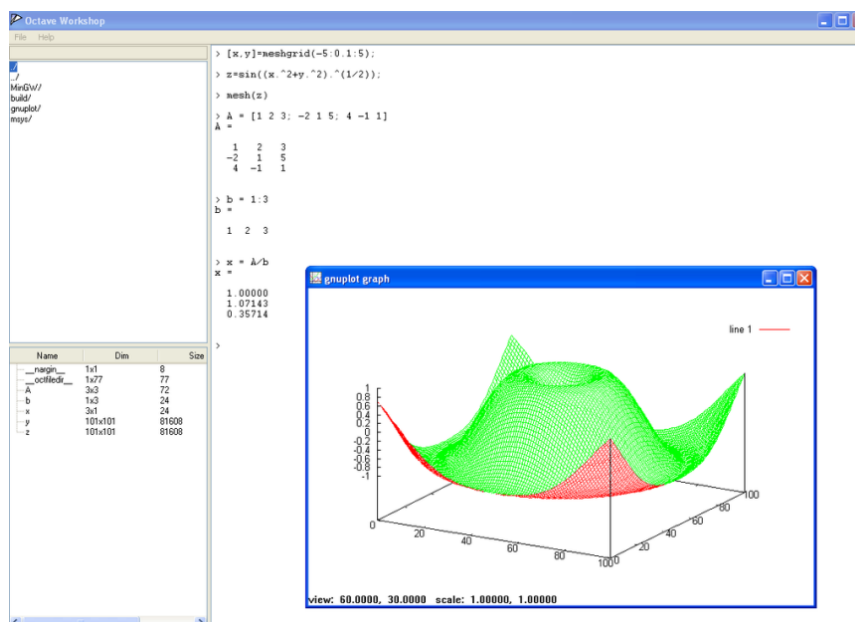 Octave Workshop
File Help
./
../
MinGW/
build/
gnuplot/
msys/
> [x,y]=meshgrid(-5:0.1:5);
> z=sin((x.^2+y.^2).^(1/2));
> mesh(z)
> A = [1 2 3; -2 1 5; 4 -1 1]
A =
1 2 3
-2 1 5
4 -1 1
> b = 1:3
b =
1 2 3
> x = A/b
x =
1.00000
1.07143
0.35714
>
Name Dim Size
__nargin__ 1x1 8
__octfiledir__ 1x77 77
A 3x3 72
b 1x3 24
x 3x1 24
y 101x101 81608
z 101x101 81608
gnuplot graph
line 1
1
0.8
0.6
0.4
0.2
0
-0.2
-0.4
-0.6
-0.8
-1
0
20
40
60
80
100
0
20
40
60
80
100
view: 60.0000, 30.0000 scale: 1.00000, 1.00000